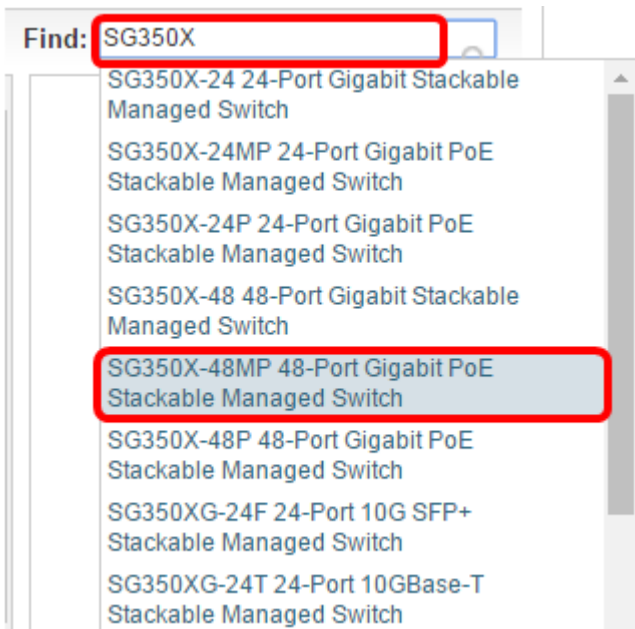 Find: SG350X
SG350X-24 24-Port Gigabit Stackable
Managed Switch
SG350X-24MP 24-Port Gigabit PoE
Stackable Managed Switch
SG350X-24P 24-Port Gigabit PoE
Stackable Managed Switch
SG350X-48 48-Port Gigabit Stackable
Managed Switch
SG350X-48MP 48-Port Gigabit PoE
Stackable Managed Switch
SG350X-48P 48-Port Gigabit PoE
Stackable Managed Switch
SG350XG-24F 24-Port 10G SFP+
Stackable Managed Switch
SG350XG-24T 24-Port 10GBase-T
Stackable Managed Switch